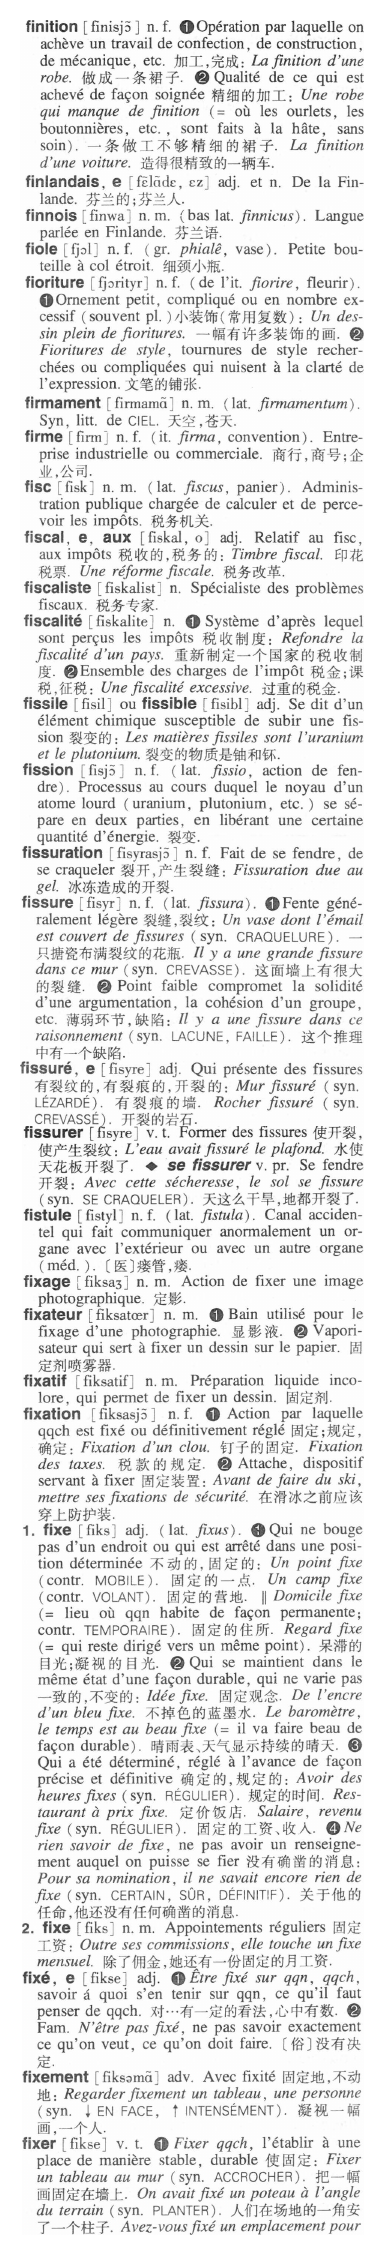 finition [finisjɔ̃] n. f. ❶Opération par laquelle on
achève un travail de confection, de construction,
de mécanique, etc. 加工,完成: La finition d'une
robe. 做成一条裙子. ❷Qualité de ce qui est
achevé de façon soignée 精细的加工: Une robe
qui manque de finition (= où les ourlets, les
boutonnières, etc., sont faits à la hâte, sans
soin). 一条做工不够精细的裙子. La finition
d'une voiture. 造得很精致的一辆车.
finlandais, e [fɛ̃lɑ̃dɛ, ɛz] adj. et n. De la Fin-
lande. 芬兰的;芬兰人.
finnois [finwa] n. m. (bas lat. finnicus). Langue
parlée en Finlande. 芬兰语.
fiole [fjɔl] n. f. (gr. phialê, vase). Petite bou-
teille à col étroit. 细颈小瓶.
fioriture [fjɔrityr] n. f. (de l'it. fiorire, fleurir).
❶Ornement petit, compliqué ou en nombre ex-
cessif (souvent pl.)小装饰(常用复数): Un des-
sin plein de fioritures. 一幅有许多装饰的画. ❷
Fioritures de style, tournures de style recher-
chées ou compliquées qui nuisent à la clarté de
l'expression. 文笔的铺张.
firmament [firmamɑ̃] n. m. (lat. firmamentum).
Syn, litt. de CIEL. 天空,苍天.
firme [firm] n. f. (it. firma, convention). Entre-
prise industrielle ou commerciale. 商行,商号;企
业,公司.
fisc [fisk] n. m. (lat. fiscus, panier). Adminis-
tration publique chargée de calculer et de perce-
voir les impôts. 税务机关.
fiscal, e, aux [fiskal, o] adj. Relatif au fisc,
aux impôts 税收的,税务的: Timbre fiscal. 印花
税票. Une réforme fiscale. 税务改革.
fiscaliste [fiskalist] n. Spécialiste des problèmes
fiscaux. 税务专家.
fiscalité [fiskalite] n. ❶ Système d'après lequel
sont perçus les impôts 税收制度: Refondre la
fiscalité d'un pays. 重新制定一个国家的税收制
度. ❷Ensemble des charges de l'impôt 税金;课
税,征税: Une fiscalité excessive. 过重的税金.
fissile [fisil] ou fissible [fisibl] adj. Se dit d'un
élément chimique susceptible de subir une fis-
sion 裂变的: Les matières fissiles sont l'uranium
et le plutonium. 裂变的物质是铀和钚.
fission [fisjɔ̃] n. f. (lat. fissio, action de fen-
dre). Processus au cours duquel le noyau d'un
atome lourd (uranium, plutonium, etc.) se sé-
pare en deux parties, en libérant une certaine
quantité d'énergie. 裂变.
fissuration [fisyrasjɔ̃] n. f. Fait de se fendre, de
se craqueler 裂开,产生裂缝: Fissuration due au
gel. 冰冻造成的开裂.
fissure [fisyr] n. f. (lat. fissura). ❶Fente géné-
ralement légère 裂缝,裂纹: Un vase dont l'émail
est couvert de fissures (syn. CRAQUELURE). 一
只搪瓷布满裂纹的花瓶. Il y a une grande fissure
dans ce mur (syn. CREVASSE). 这面墙上有很大
的裂缝. ❷ Point faible compromet la solidité
d'une argumentation, la cohésion d'un groupe,
etc. 薄弱环节,缺陷: Il y a une fissure dans ce
raisonnement (syn. LACUNE, FAILLE). 这个推理
中有一个缺陷.
fissuré, e [fisyre] adj. Qui présente des fissures
有裂纹的,有裂痕的,开裂的: Mur fissuré (syn.
LÉZARDÉ). 有裂痕的墙. Rocher fissuré (syn.
CREVASSÉ). 开裂的岩石.
fissurer [fisyre] v. t. Former des fissures 使开裂,
使产生裂纹: L'eau avait fissuré le plafond. 水使
天花板开裂了. ◆ se fissurer v. pr. Se fendre
开裂: Avec cette sécheresse, le sol se fissure
(syn. SE CRAQUELER). 天这么干旱,地都开裂了.
fistule [fistyl] n. f. (lat. fistula). Canal acciden-
tel qui fait communiquer anormalement un or-
gane avec l'extérieur ou avec un autre organe
(méd.). [医]瘘管,瘘.
fixage [fiksaʒ] n. m. Action de fixer une image
photographique. 定影.
fixateur [fiksatœr] n. m. ❶ Bain utilisé pour le
fixage d'une photographie. 显影液. ❷ Vapori-
sateur qui sert à fixer un dessin sur le papier. 固
定剂喷雾器.
fixatif [fiksatif] n. m. Préparation liquide inco-
lore, qui permet de fixer un dessin. 固定剂.
fixation [fiksasjɔ̃] n. f. ❶ Action par laquelle
qqch est fixé ou définitivement réglé 固定;规定,
确定: Fixation d'un clou. 钉子的固定. Fixation
des taxes. 税款的规定. ❷ Attache, dispositif
servant à fixer 固定装置: Avant de faire du ski,
mettre ses fixations de sécurité. 在滑冰之前应该
穿上防护装.
1. fixe [fiks] adj. (lat. fixus). ❶ Qui ne bouge
pas d'un endroit ou qui est arrêté dans une posi-
tion déterminée 不动的,固定的: Un point fixe
(contr. MOBILE). 固定的一点. Un camp fixe
(contr. VOLANT). 固定的营地. ‖ Domicile fixe
(= lieu où qqn habite de façon permanente;
contr. TEMPORAIRE). 固定的住所. Regard fixe
(= qui reste dirigé vers un même point). 呆滞的
目光;凝视的目光. ❷ Qui se maintient dans le
même état d'une façon durable, qui ne varie pas
一致的,不变的: Idée fixe. 固定观念. De l'encre
d'un bleu fixe. 不掉色的蓝墨水. Le baromètre,
le temps est au beau fixe (= il va faire beau de
façon durable). 晴雨表、天气显示持续的晴天. ❸
Qui a été déterminé, réglé à l'avance de façon
précise et définitive 确定的,规定的: Avoir des
heures fixes (syn. RÉGULIER). 规定的时间. Res-
taurant à prix fixe. 定价饭店. Salaire, revenu
fixe (syn. RÉGULIER). 固定的工资、收入. ❹Ne
rien savoir de fixe, ne pas avoir un renseigne-
ment auquel on puisse se fier 没有确凿的消息:
Pour sa nomination, il ne savait encore rien de
fixe (syn. CERTAIN, SÛR, DÉFINITIF). 关于他的
任命,他还没有任何确凿的消息.
2. fixe [fiks] n. m. Appointements réguliers 固定
工资: Outre ses commissions, elle touche un fixe
mensuel. 除了佣金,她还有一份固定的月工资.
fixé, e [fikse] adj. ❶ Être fixé sur qqn, qqch,
savoir á quoi s'en tenir sur qqn, ce qu'il faut
penser de qqch. 对…有一定的看法,心中有数. ❷
Fam. N'être pas fixé, ne pas savoir exactement
ce qu'on veut, ce qu'on doit faire. [俗]没有决
定.
fixement [fiksəmɑ̃] adv. Avec fixité 固定地,不动
地: Regarder fixement un tableau, une personne
(syn. ↓ EN FACE, ↑ INTENSÉMENT). 凝视一幅
画,一个人.
fixer [fikse] v. t. ❶ Fixer qqch, l'établir à une
place de manière stable, durable 使固定: Fixer
un tableau au mur (syn. ACCROCHER). 把一幅
画固定在墙上. On avait fixé un poteau à l'angle
du terrain (syn. PLANTER). 人们在场地的一角安
了一个柱子. Avez-vous fixé un emplacement pour